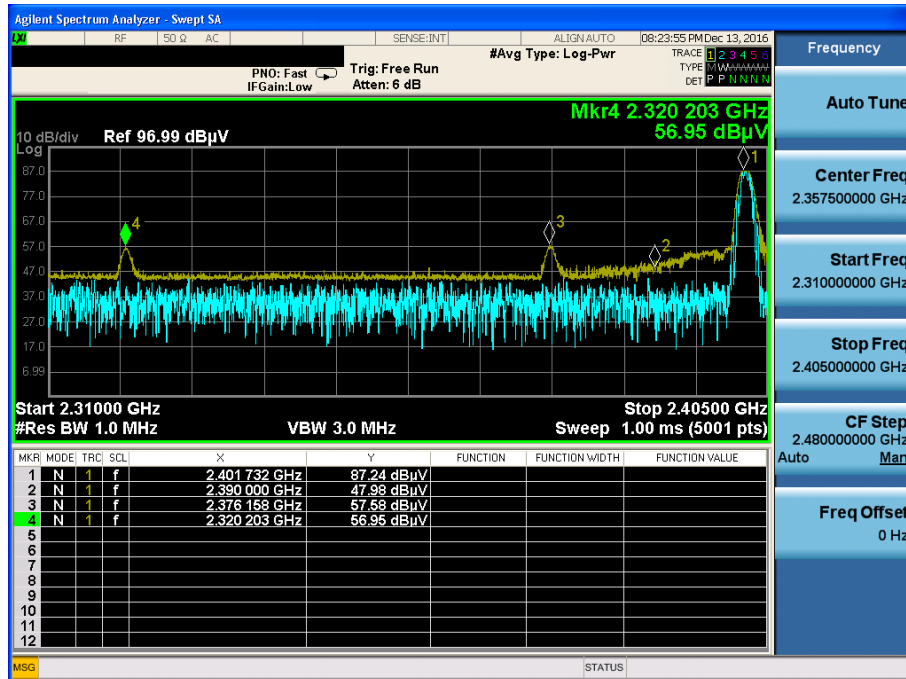 Agilent Spectrum Analyzer - Swept SA
LXI RF 50 Ω AC SENSE:INT ALIGN AUTO 08:23:55 PM Dec 13, 2016
PNO: Fast
IFGain:Low
Trig: Free Run
Atten: 6 dB
#Avg Type: Log-Pwr
TRACE 1 2 3 4 5 6
TYPE M W W W W W
DET P P N N N N
Mkr4 2.320 203 GHz
56.95 dBµV
10 dB/div Ref 96.99 dBµV
Log
87.0
77.0
67.0
57.0
47.0
37.0
27.0
17.0
6.99
4
3
2
1
Start 2.31000 GHz Stop 2.40500 GHz
#Res BW 1.0 MHz VBW 3.0 MHz Sweep 1.00 ms (5001 pts)
MKR MODE TRC SCL X Y FUNCTION FUNCTION WIDTH FUNCTION VALUE
1 N 1 f 2.401 732 GHz 87.24 dBµV
2 N 1 f 2.390 000 GHz 47.98 dBµV
3 N 1 f 2.376 158 GHz 57.58 dBµV
4 N 1 f 2.320 203 GHz 56.95 dBµV
5
6
7
8
9
10
11
12
MSG STATUS
Frequency
Auto Tune
Center Freq
2.357500000 GHz
Start Freq
2.310000000 GHz
Stop Freq
2.405000000 GHz
CF Step
2.480000000 GHz
Auto Man
Freq Offset
0 Hz